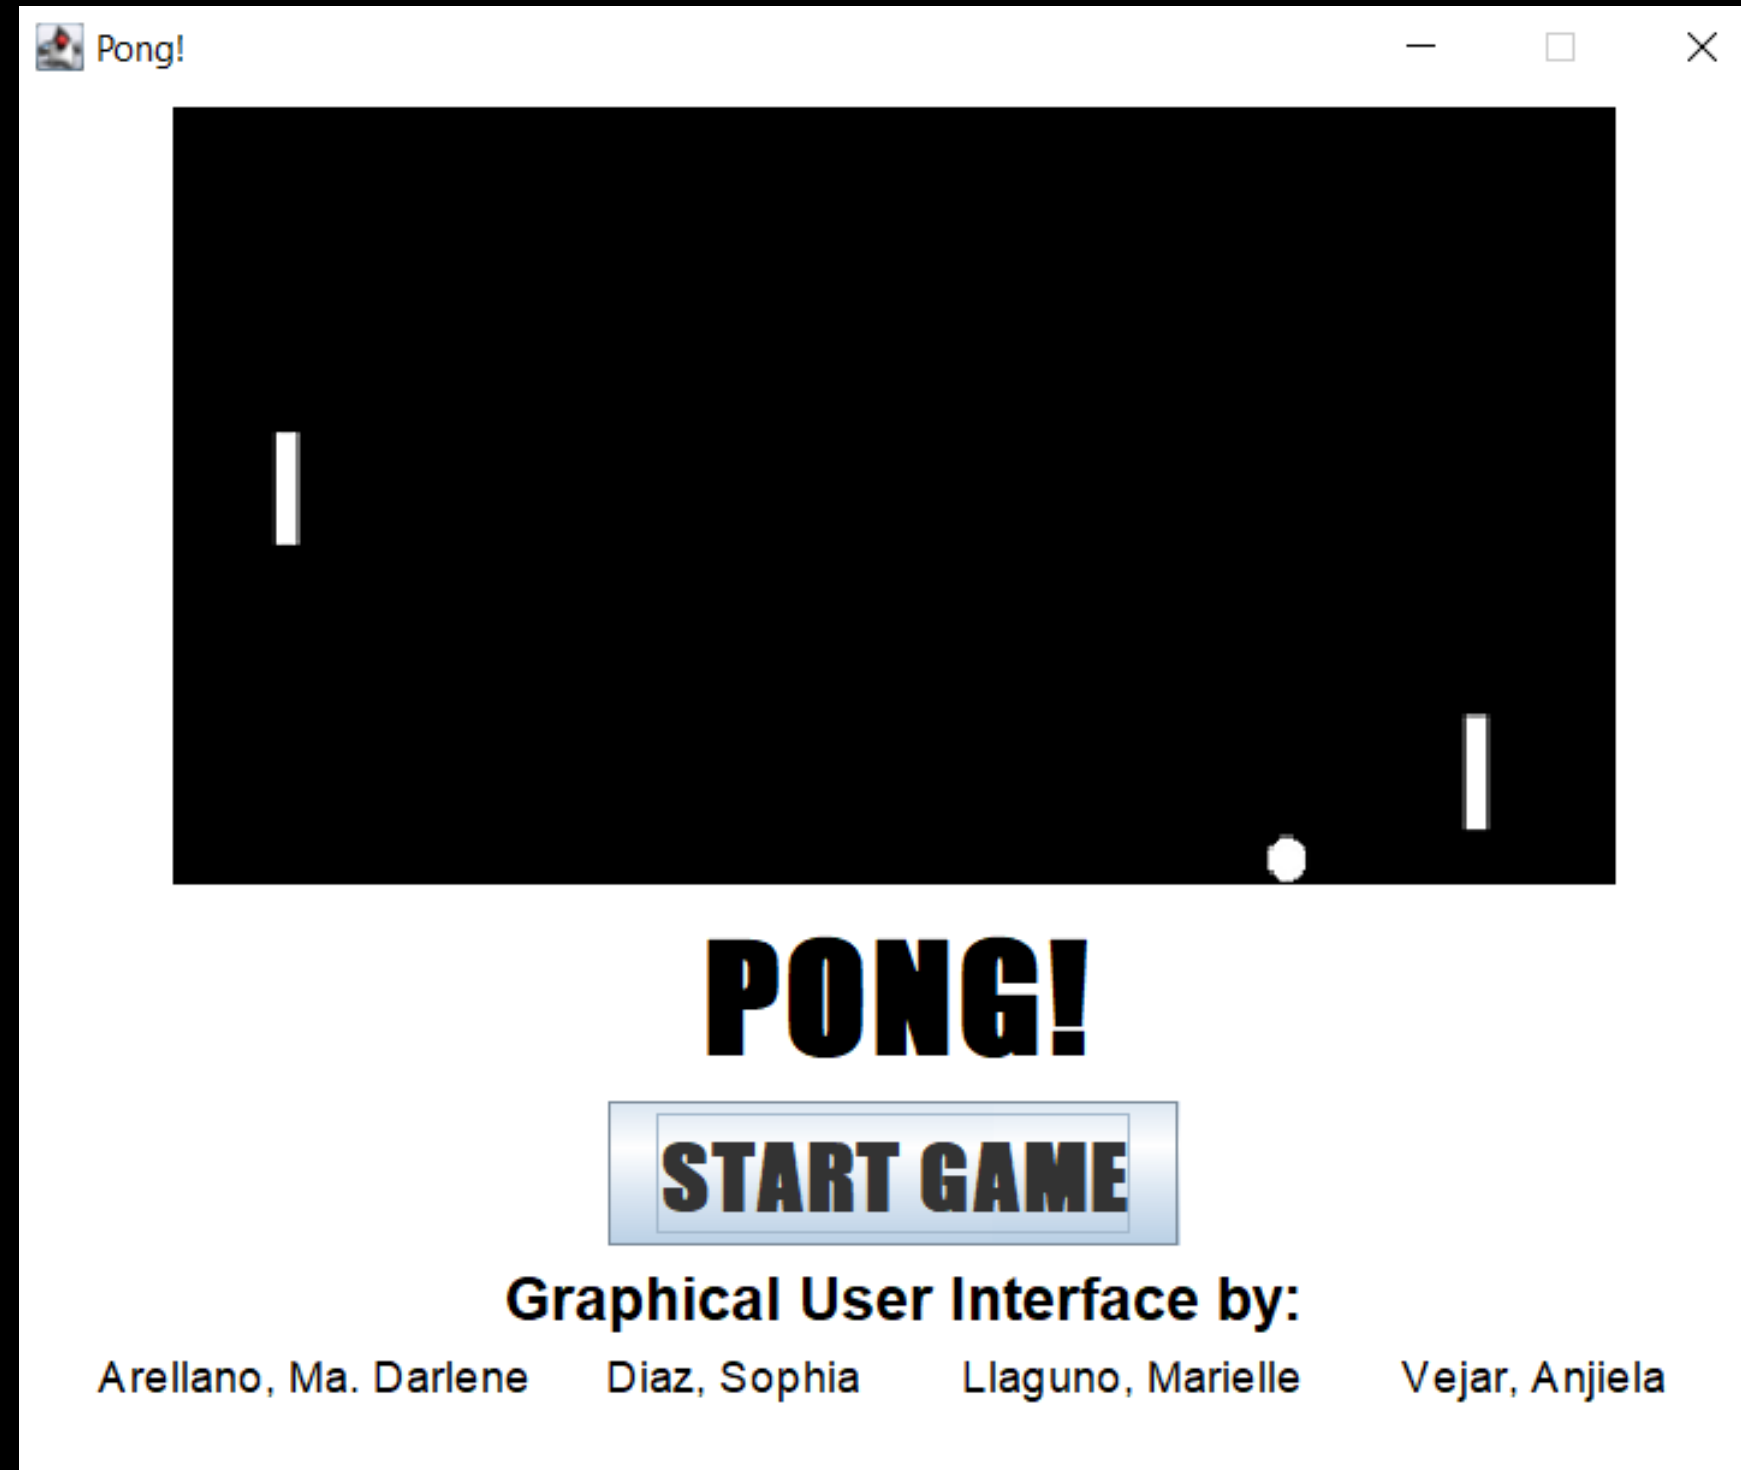 Pong!
PONG!
START GAME
Graphical User Interface by:
Arellano, Ma. Darlene Diaz, Sophia Llaguno, Marielle Vejar, Anjiela